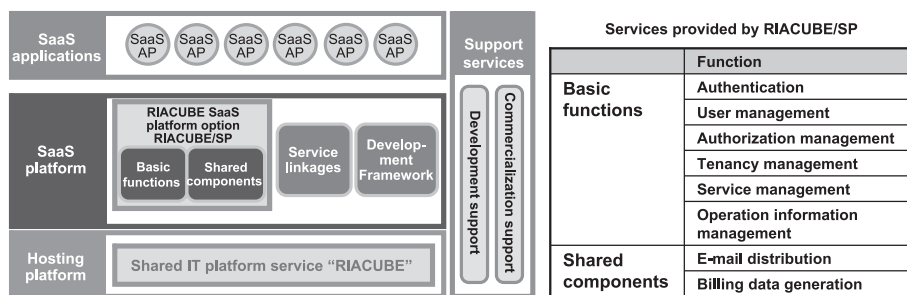 SaaS
applications
SaaS
AP
SaaS
AP
SaaS
AP
SaaS
AP
SaaS
AP
SaaS
AP
SaaS
platform
RIACUBE SaaS
platform option
RIACUBE/SP
Basic
functions
Shared
components
Service
linkages
Develop-
ment
Framework
Hosting
platform
Shared IT platform service “RIACUBE”
Support
services
Development support
Commercialization support
Services provided by RIACUBE/SP
Function
Basic
functions
Authentication
User management
Authorization management
Tenancy management
Service management
Operation information
management
Shared
components
E-mail distribution
Billing data generation